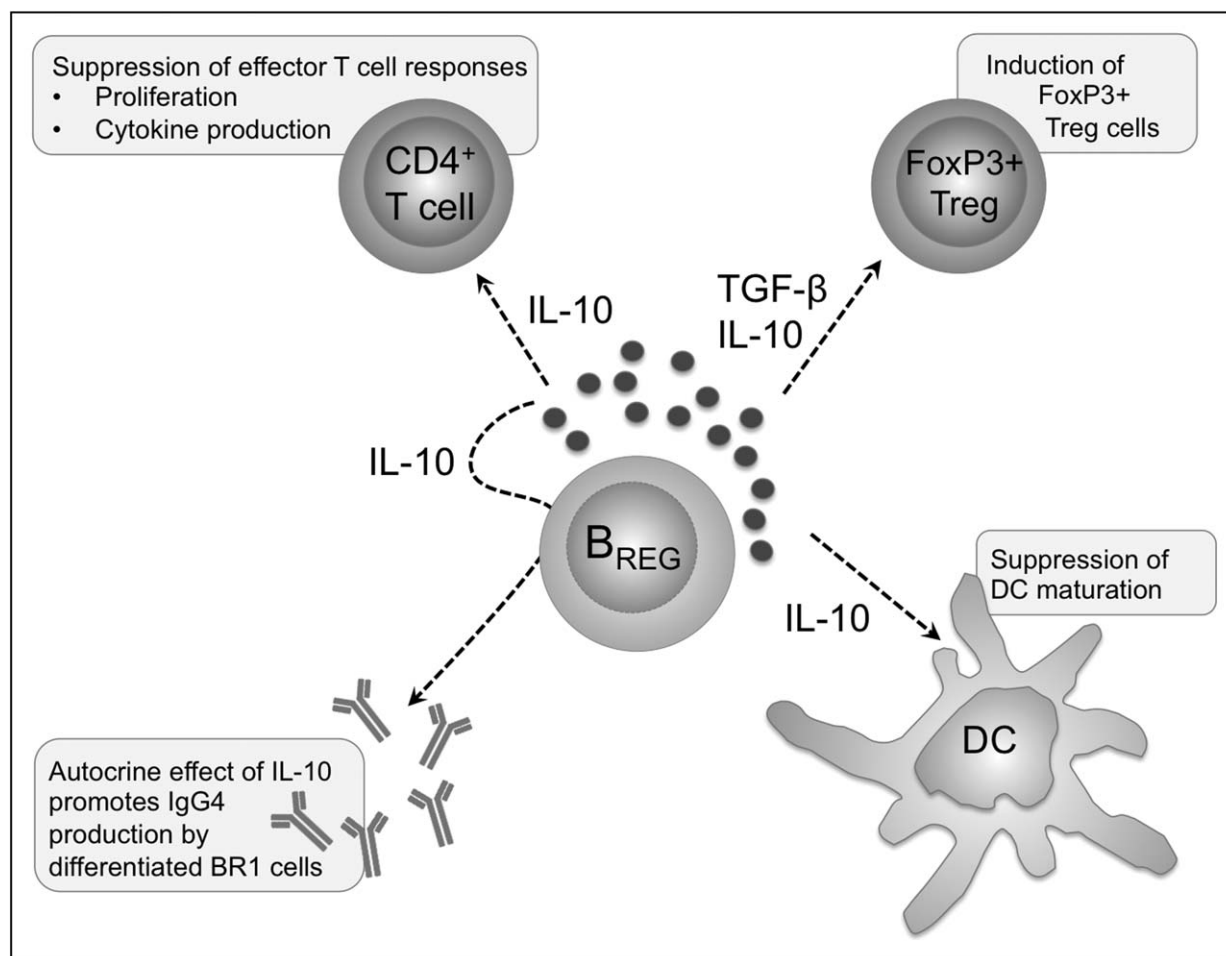 Suppression of effector T cell responses
• Proliferation
• Cytokine production
CD4⁺
T cell
Induction of
FoxP3+
Treg cells
FoxP3+
Treg
IL-10
TGF-β
IL-10
IL-10
B_REG
IL-10
Suppression of
DC maturation
DC
Autocrine effect of IL-10
promotes IgG4
production by
differentiated BR1 cells